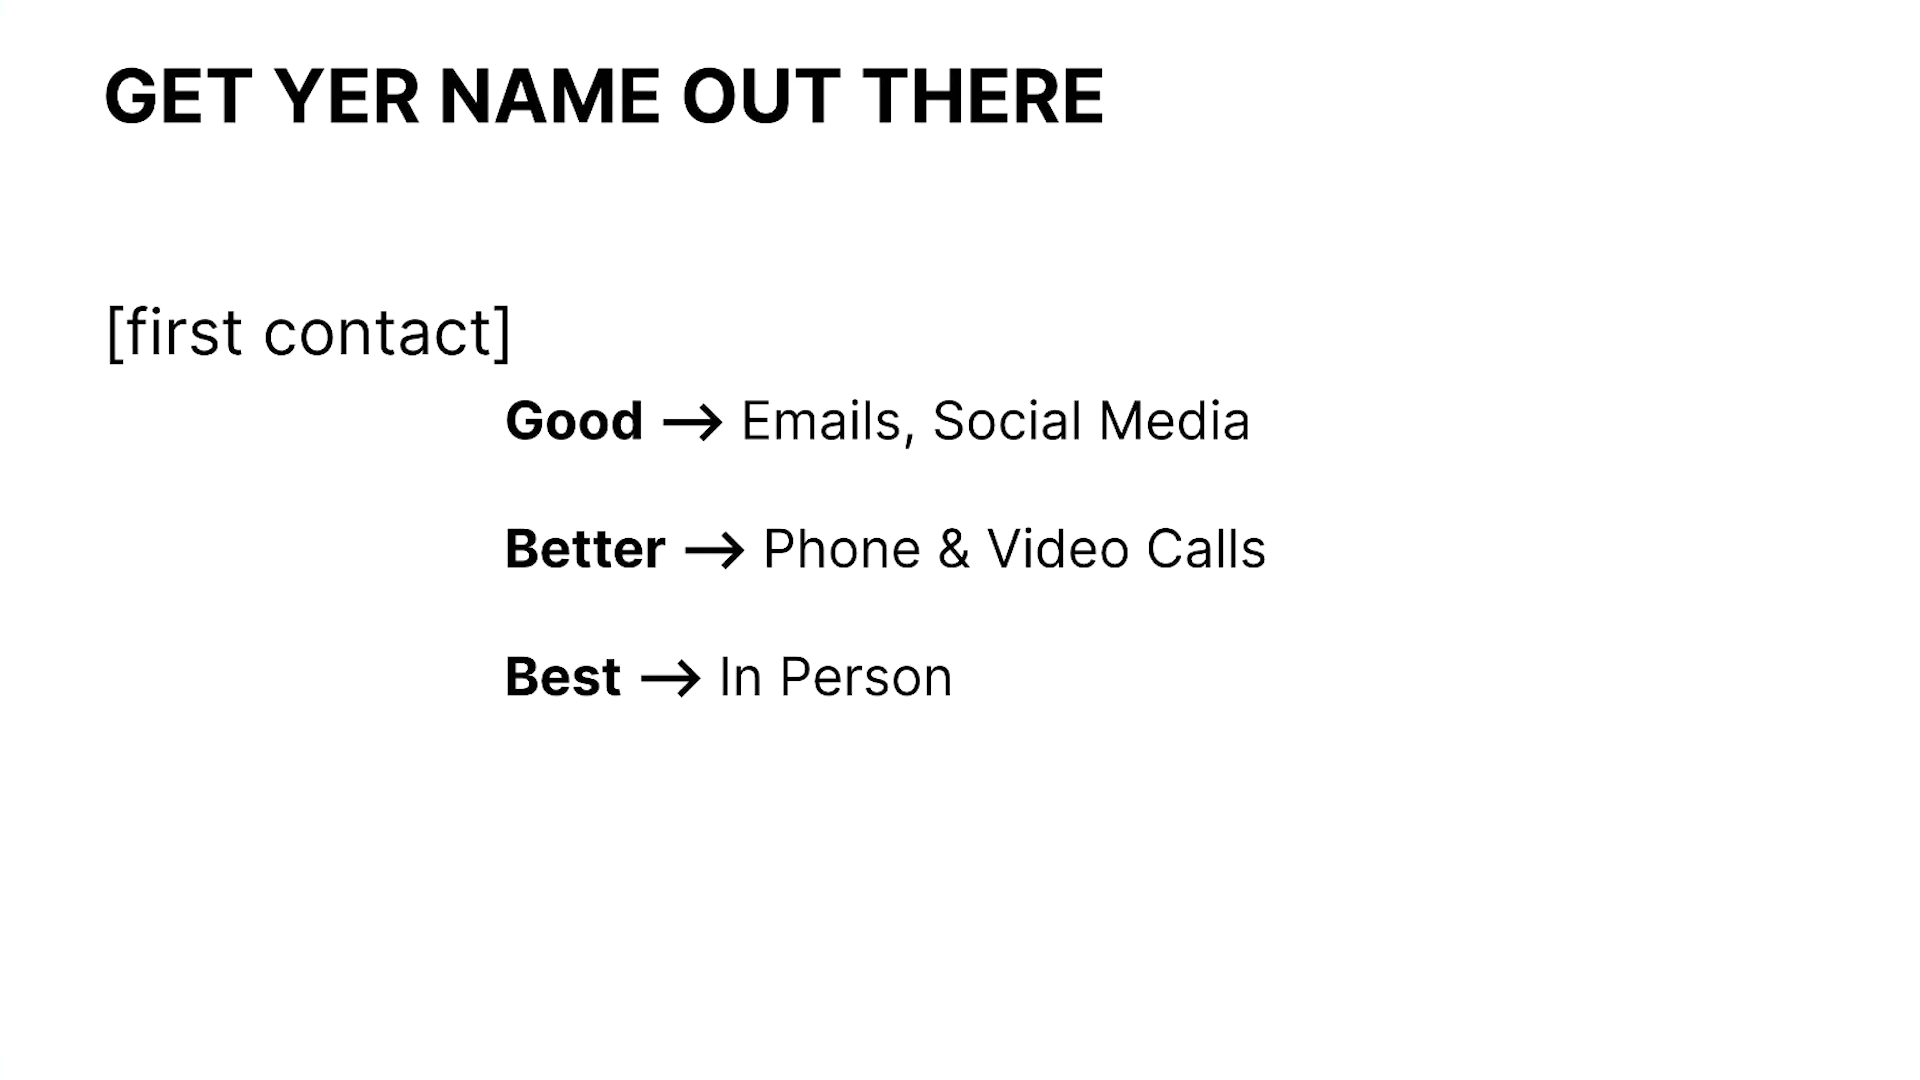 GET YER NAME OUT THERE
[first contact]
Good → Emails, Social Media
Better → Phone & Video Calls
Best → In Person